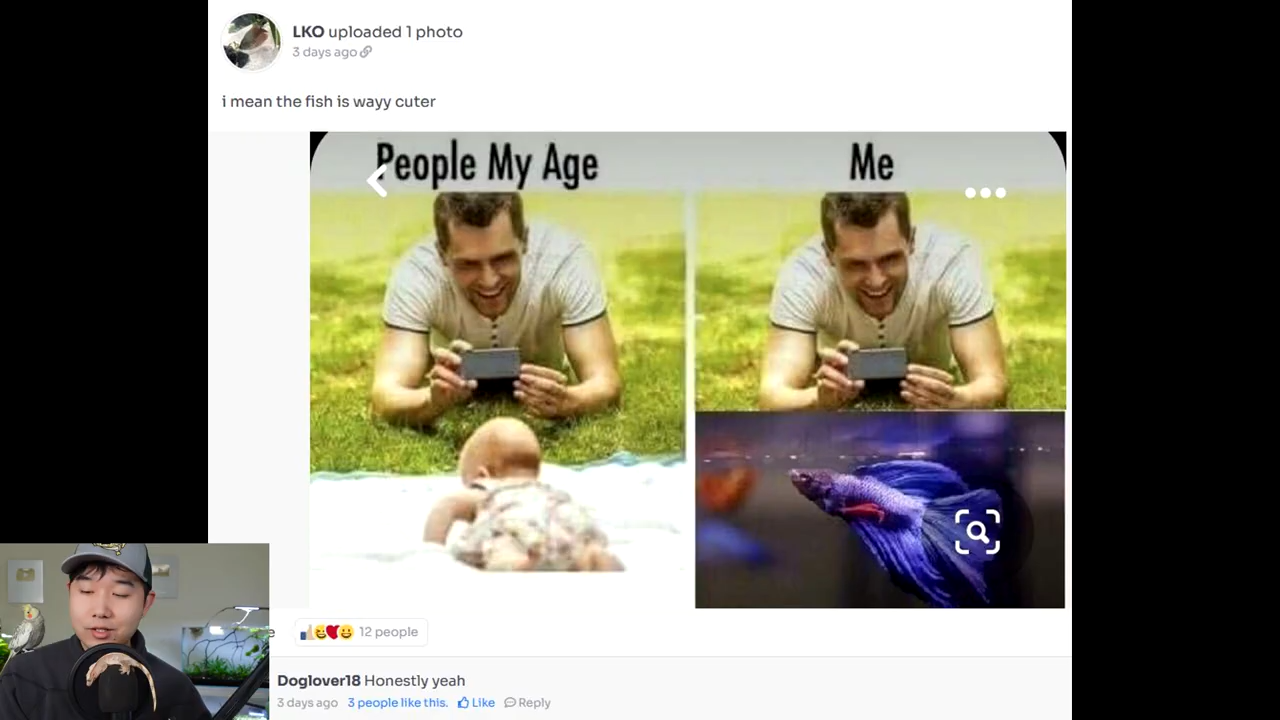 LKO uploaded 1 photo
3 days ago
i mean the fish is wayy cuter
People My Age
Me
e
12 people
Doglover18 Honestly yeah
3 days ago 3 people like this. Like Reply